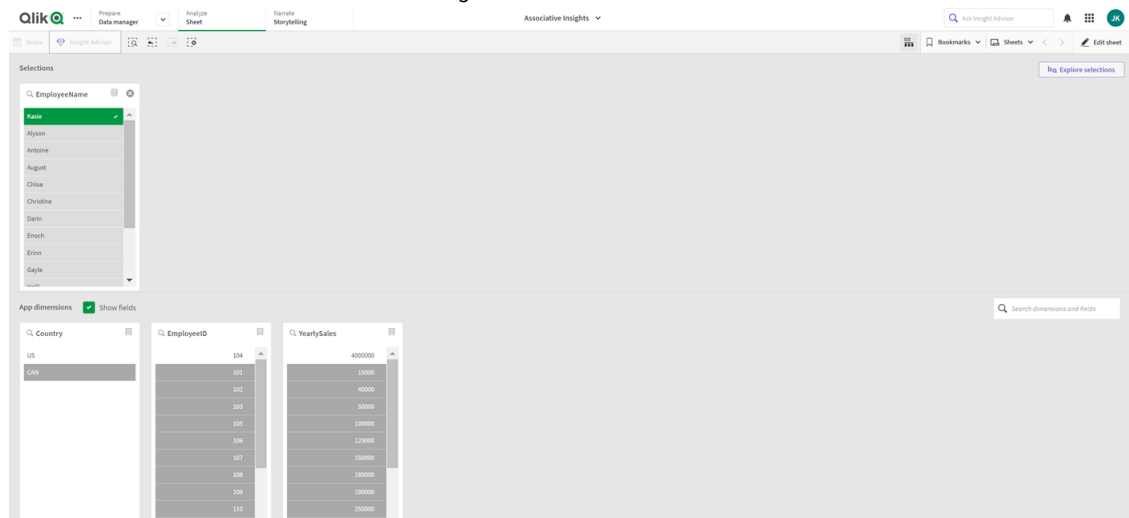 Qlik
Prepare
Data manager
Analyze
Sheet
Narrate
Storytelling
Associative Insights
Ask Insight Advisor
JK
Notes
Insight Advisor
Bookmarks
Sheets
Edit sheet
Selections
Explore selections
EmployeeName
Kasie
Alyson
Antoine
August
Chloe
Christine
Darin
Enoch
Erinn
Gayle
App dimensions
Show fields
Search dimensions and fields
Country
US
CAN
EmployeeID
104
101
102
103
105
106
107
108
109
110
YearlySales
4000000
15000
40000
50000
100000
125000
150000
185000
190000
250000